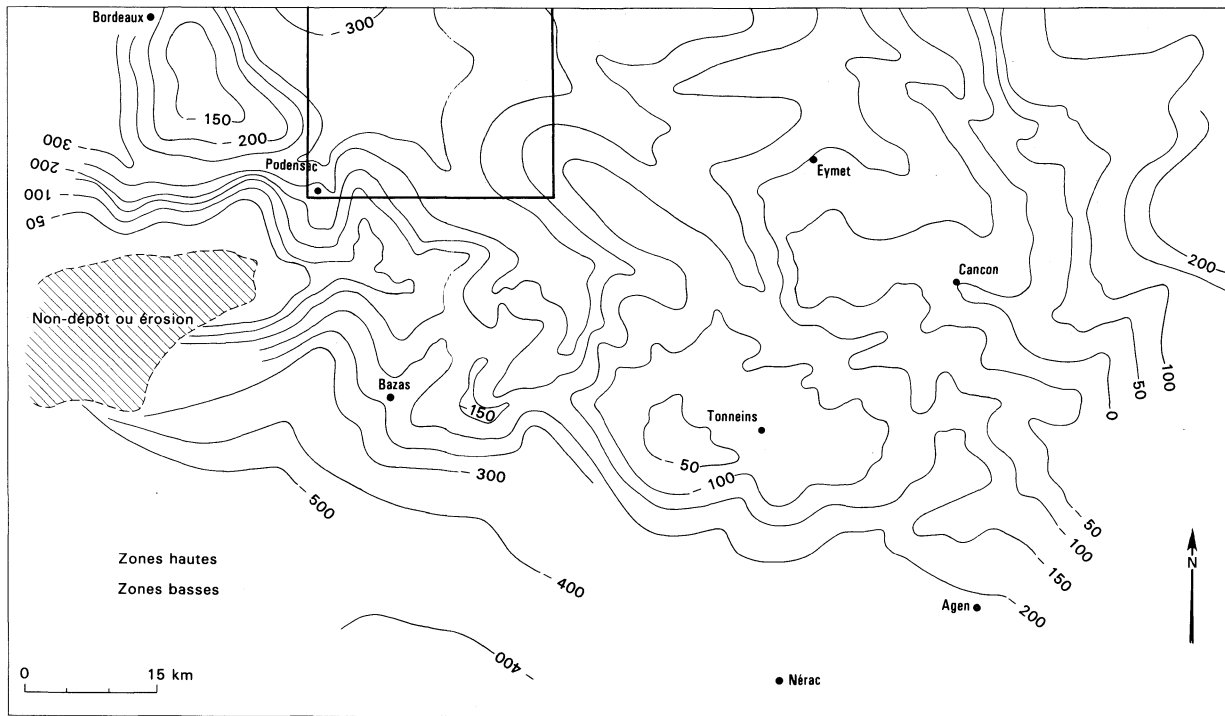 Bordeaux
- 300
- 150
- 200
Podensac
300
200
100
50
Eymet
Cancon
200
Non-dépôt ou érosion
Bazas
- 150
Tonneins
- 50
- 100
0
50
100
- 300
- 500
- 400
- 50
- 100
- 150
- 200
Zones hautes
Zones basses
Agen
N
400 -
0 15 km
Nérac